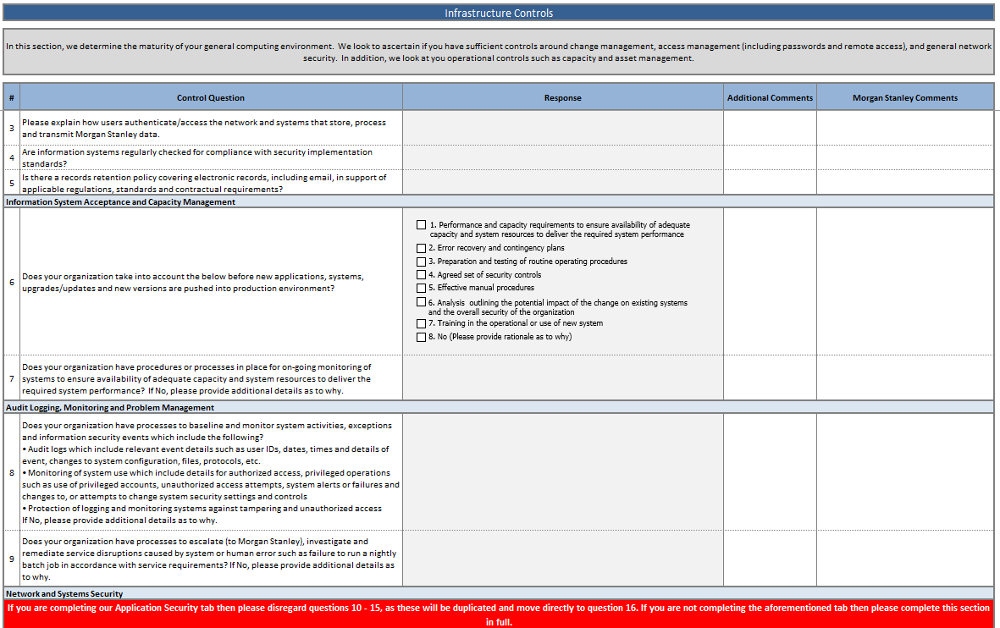 Infrastructure Controls
In this section, we determine the maturity of your general computing environment.  We look to ascertain if you have sufficient controls around change management, access management (including passwords and remote access), and general network
security.  In addition, we look at you operational controls such as capacity and asset management.
# Control Question Response Additional Comments Morgan Stanley Comments
3 Please explain how users authenticate/access the network and systems that store, process
and transmit Morgan Stanley data.
4 Are information systems regularly checked for compliance with security implementation
standards?
5 Is there a records retention policy covering electronic records, including email, in support of
applicable regulations, standards and contractual requirements?
Information System Acceptance and Capacity Management
6 Does your organization take into account the below before new applications, systems,
upgrades/updates and new versions are pushed into production environment?
1. Performance and capacity requirements to ensure availability of adequate
capacity and system resources to deliver the required system performance
2. Error recovery and contingency plans
3. Preparation and testing of routine operating procedures
4. Agreed set of security controls
5. Effective manual procedures
6. Analysis  outlining the potential impact of the change on existing systems
and the overall security of the organization
7. Training in the operational or use of new system
8. No (Please provide rationale as to why)
7 Does your organization have procedures or processes in place for on-going monitoring of
systems to ensure availability of adequate capacity and system resources to deliver the
required system performance?  If No, please provide additional details as to why.
Audit Logging, Monitoring and Problem Management
8 Does your organization have processes to baseline and monitor system activities, exceptions
and information security events which include the following?
• Audit logs which include relevant event details such as user IDs, dates, times and details of
event, changes to system configuration, files, protocols, etc.
• Monitoring of system use which include details for authorized access, privileged operations
such as use of privileged accounts, unauthorized access attempts, system alerts or failures and
changes to, or attempts to change system security settings and controls
• Protection of logging and monitoring systems against tampering and unauthorized access
If No, please provide additional details as to why.
9 Does your organization have processes to escalate (to Morgan Stanley), investigate and
remediate service disruptions caused by system or human error such as failure to run a nightly
batch job in accordance with service requirements? If No, please provide additional details as
to why.
Network and Systems Security
If you are completing our Application Security tab then please disregard questions 10 - 15, as these will be duplicated and move directly to question 16. If you are not completing the aforementioned tab then please complete this section
in full.